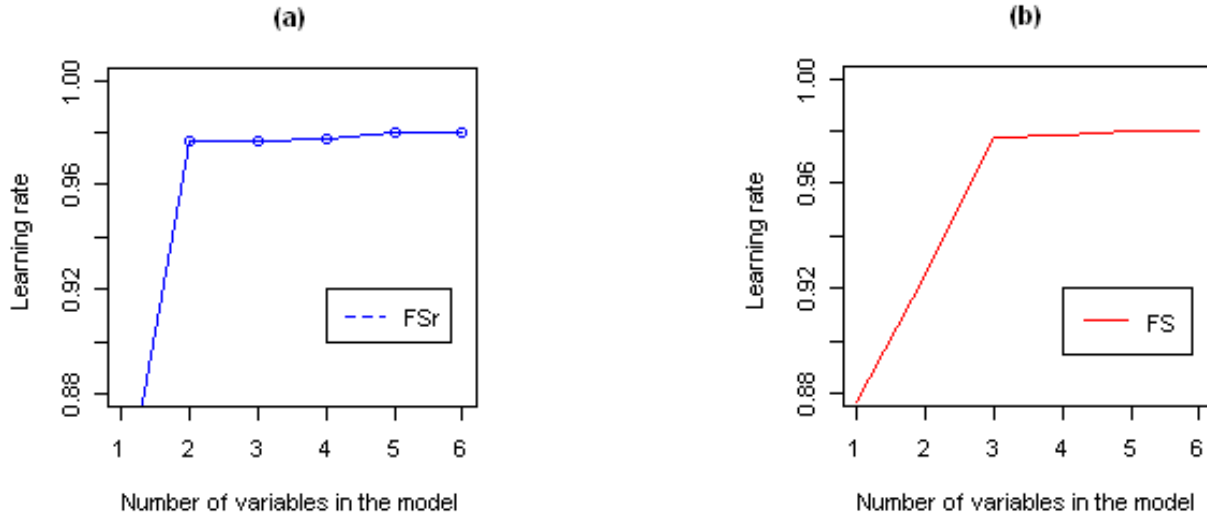 (a)
1.00
0.96
0.92
0.88
Learning rate
FSr
1 2 3 4 5 6
Number of variables in the model
(b)
1.00
0.96
0.92
0.88
Learning rate
FS
1 2 3 4 5 6
Number of variables in the model